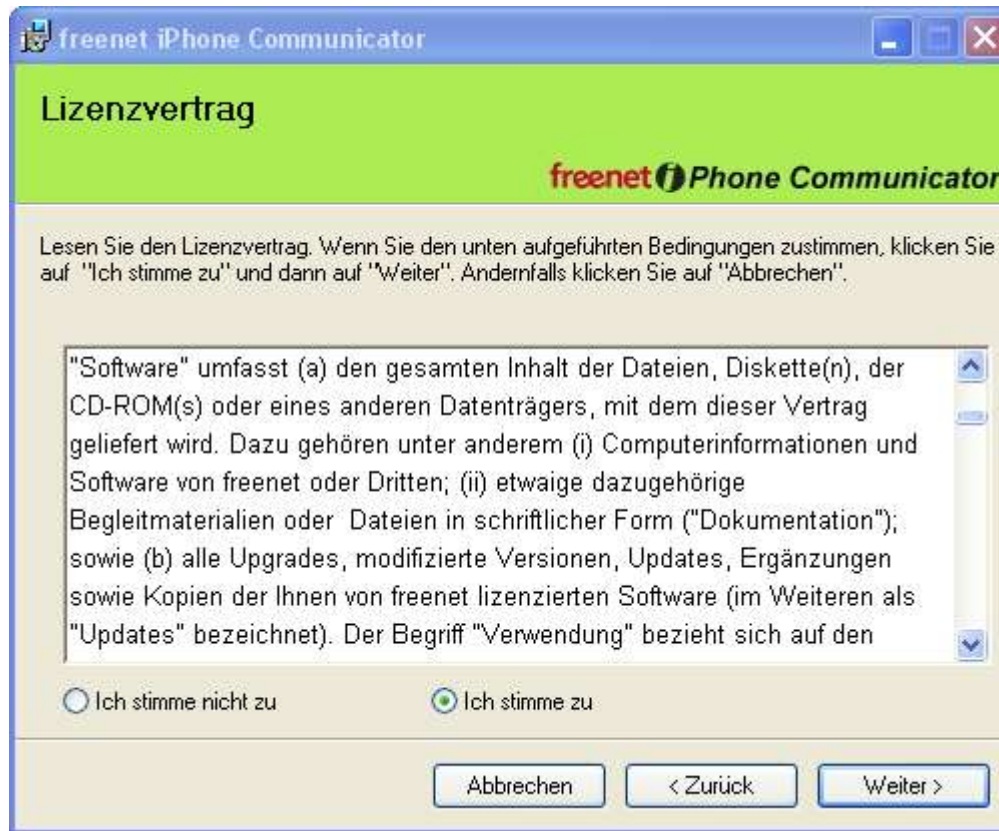 freenet iPhone Communicator
Lizenzvertrag
freenet iPhone Communicator
Lesen Sie den Lizenzvertrag. Wenn Sie den unten aufgeführten Bedingungen zustimmen, klicken Sie
auf "Ich stimme zu" und dann auf "Weiter". Andernfalls klicken Sie auf "Abbrechen".
"Software" umfasst (a) den gesamten Inhalt der Dateien, Diskette(n), der
CD-ROM(s) oder eines anderen Datenträgers, mit dem dieser Vertrag
geliefert wird. Dazu gehören unter anderem (i) Computerinformationen und
Software von freenet oder Dritten; (ii) etwaige dazugehörige
Begleitmaterialien oder Dateien in schriftlicher Form ("Dokumentation");
sowie (b) alle Upgrades, modifizierte Versionen, Updates, Ergänzungen
sowie Kopien der Ihnen von freenet lizenzierten Software (im Weiteren als
"Updates" bezeichnet). Der Begriff "Verwendung" bezieht sich auf den
Ich stimme nicht zu Ich stimme zu
Abbrechen < Zurück Weiter >